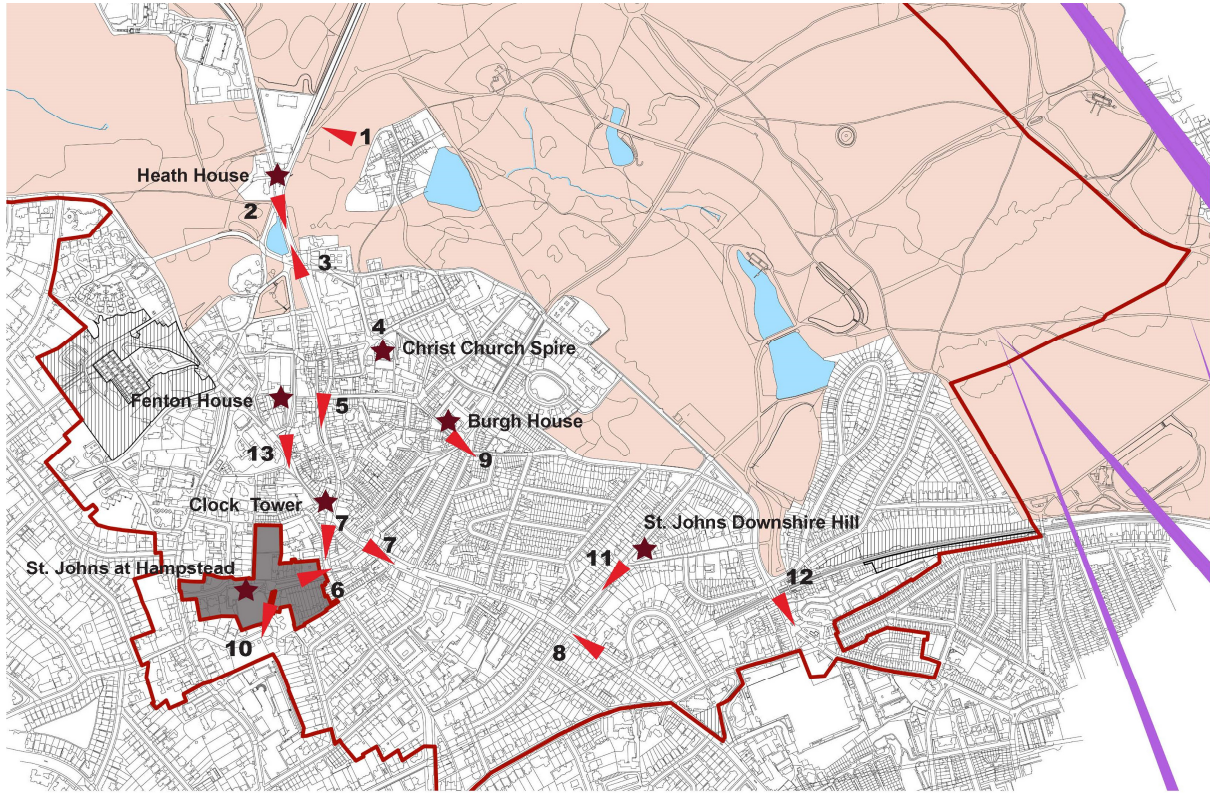 1
Heath House
2
3
4
Christ Church Spire
Fenton House
5
Burgh House
13
9
Clock Tower
7
St. Johns Downshire Hill
7
11
St. Johns at Hampstead
6
12
10
8